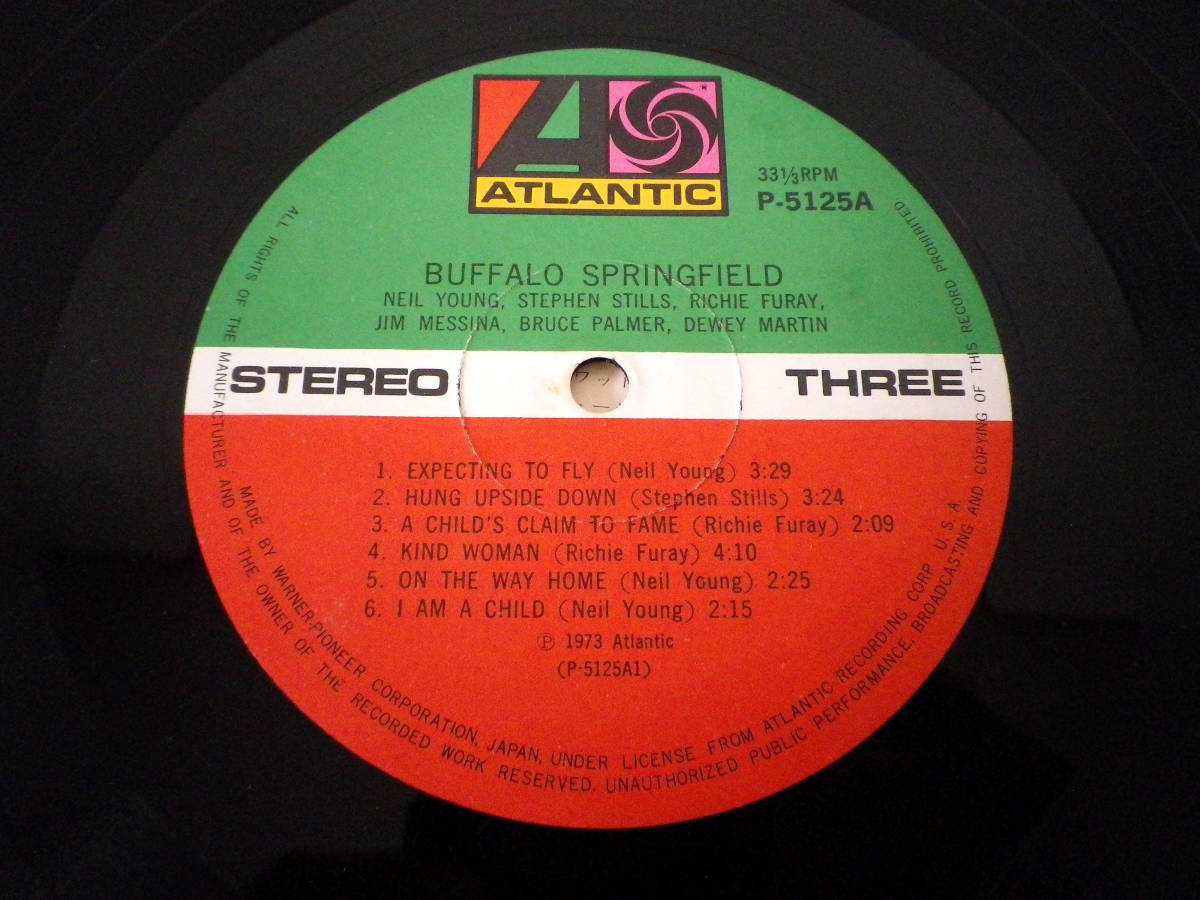 ATLANTIC
33⅓RPM
P-5125A
BUFFALO SPRINGFIELD
NEIL YOUNG, STEPHEN STILLS, RICHIE FURAY,
JIM MESSINA, BRUCE PALMER, DEWEY MARTIN
STEREO
THREE
1. EXPECTING TO FLY (Neil Young) 3:29
2. HUNG UPSIDE DOWN (Stephen Stills) 3:24
3. A CHILD'S CLAIM TO FAME (Richie Furay) 2:09
4. KIND WOMAN (Richie Furay) 4:10
5. ON THE WAY HOME (Neil Young) 2:25
6. I AM A CHILD (Neil Young) 2:15
℗ 1973 Atlantic
(P-5125A1)
MADE BY WARNER-PIONEER CORPORATION, JAPAN, UNDER LICENSE FROM ATLANTIC RECORDING CORP. U.S.A
ALL RIGHTS OF THE MANUFACTURER AND OF THE OWNER OF THE RECORDED WORK RESERVED. UNAUTHORIZED PUBLIC PERFORMANCE, BROADCASTING AND COPYING OF THIS RECORD PROHIBITED